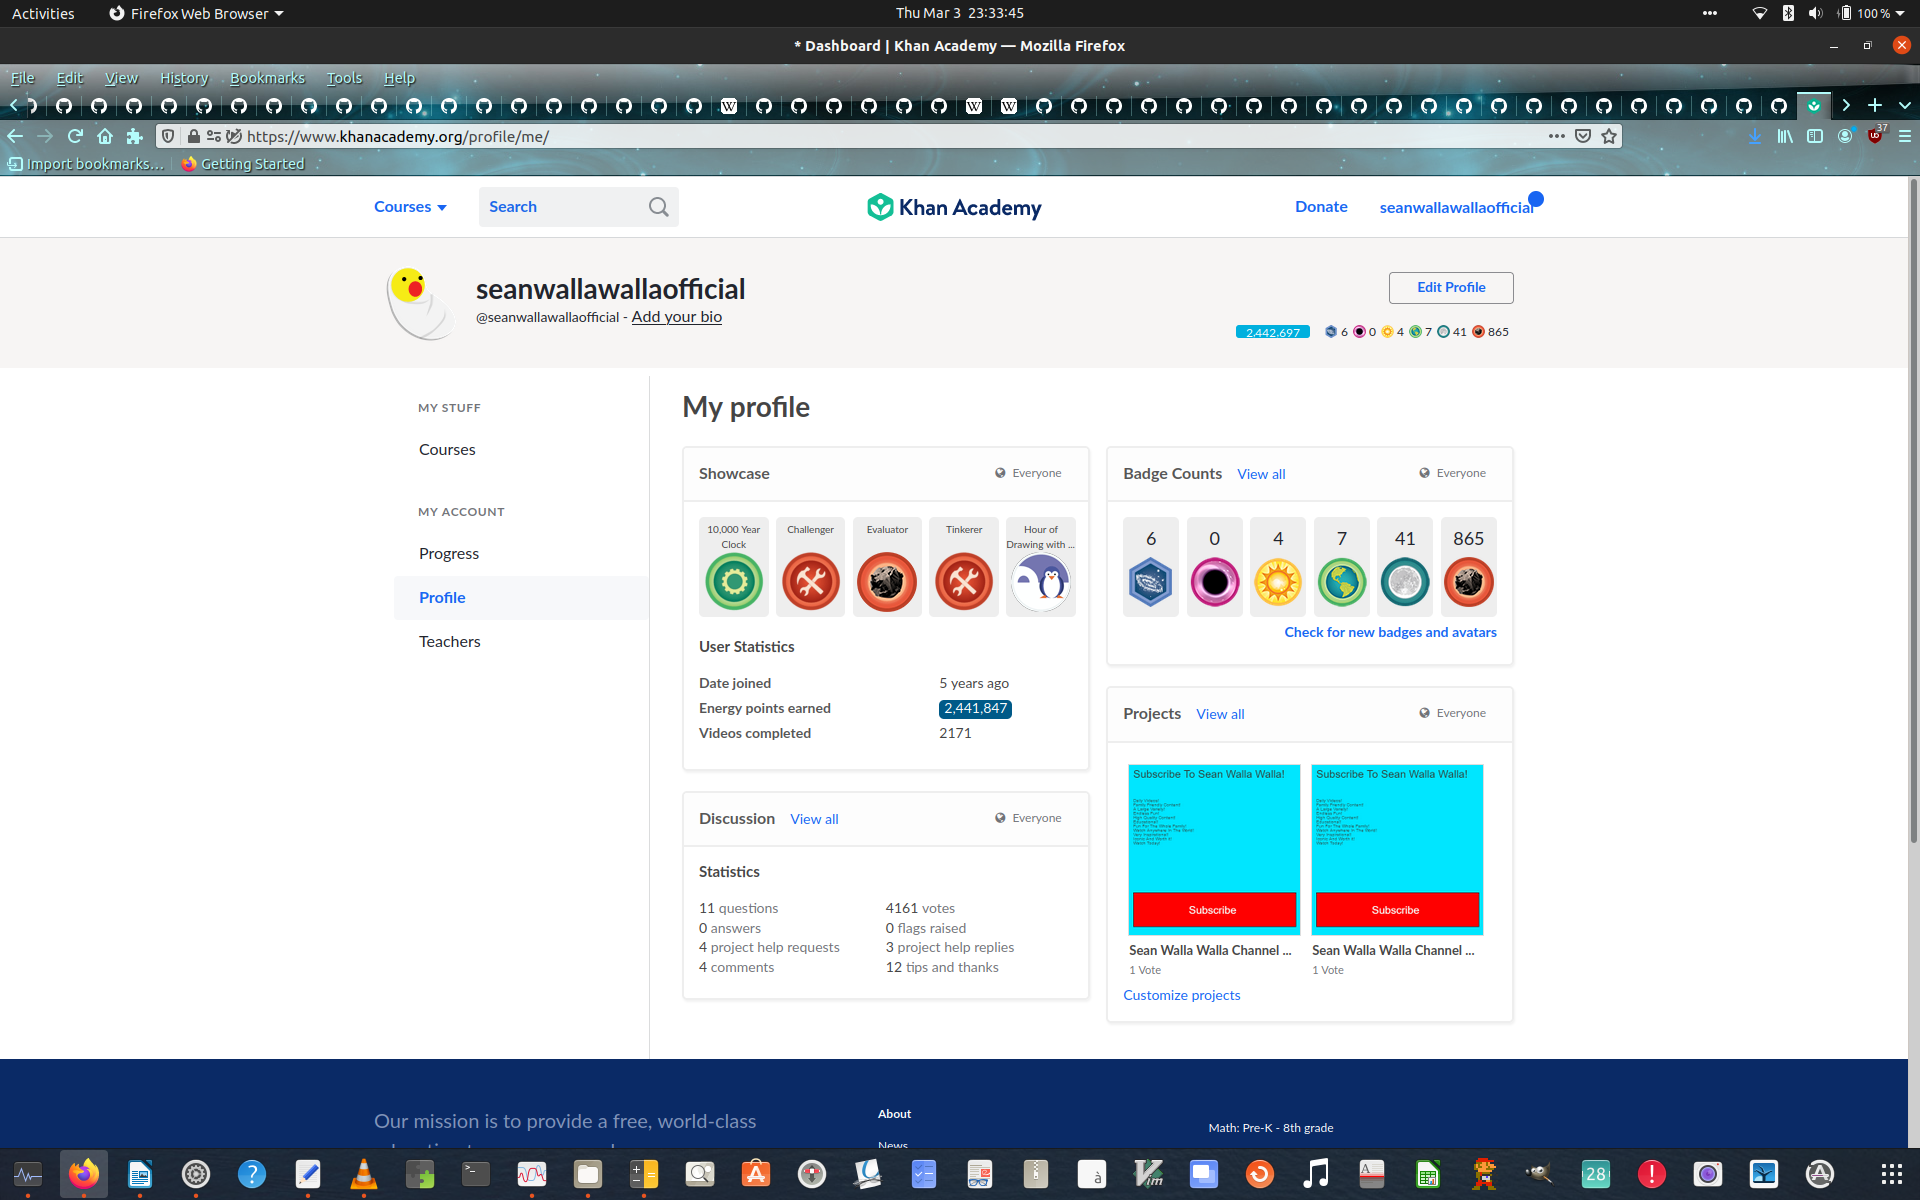 Activities
Firefox Web Browser
Thu Mar 3 23:33:45
100 %
* Dashboard | Khan Academy — Mozilla Firefox
File Edit View History Bookmarks Tools Help
https://www.khanacademy.org/profile/me/
37
Import bookmarks...
Getting Started
Courses
Search
Khan Academy
Donate
seanwallawallaofficial
seanwallawallaofficial
@seanwallawallaofficial - Add your bio
Edit Profile
2,442,697 6 0 4 7 41 865
MY STUFF
Courses
MY ACCOUNT
Progress
Profile
Teachers
My profile
Showcase
Everyone
10,000 Year Clock
Challenger
Evaluator
Tinkerer
Hour of Drawing with ...
User Statistics
Date joined 5 years ago
Energy points earned 2,441,847
Videos completed 2171
Discussion View all
Everyone
Statistics
11 questions 4161 votes
0 answers 0 flags raised
4 project help requests 3 project help replies
4 comments 12 tips and thanks
Badge Counts View all
Everyone
6 0 4 7 41 865
Check for new badges and avatars
Projects View all
Everyone
Subscribe To Sean Walla Walla!
Subscribe
Sean Walla Walla Channel ...
1 Vote
Subscribe To Sean Walla Walla!
Subscribe
Sean Walla Walla Channel ...
1 Vote
Customize projects
Our mission is to provide a free, world-class
About
News
Math: Pre-K - 8th grade
28